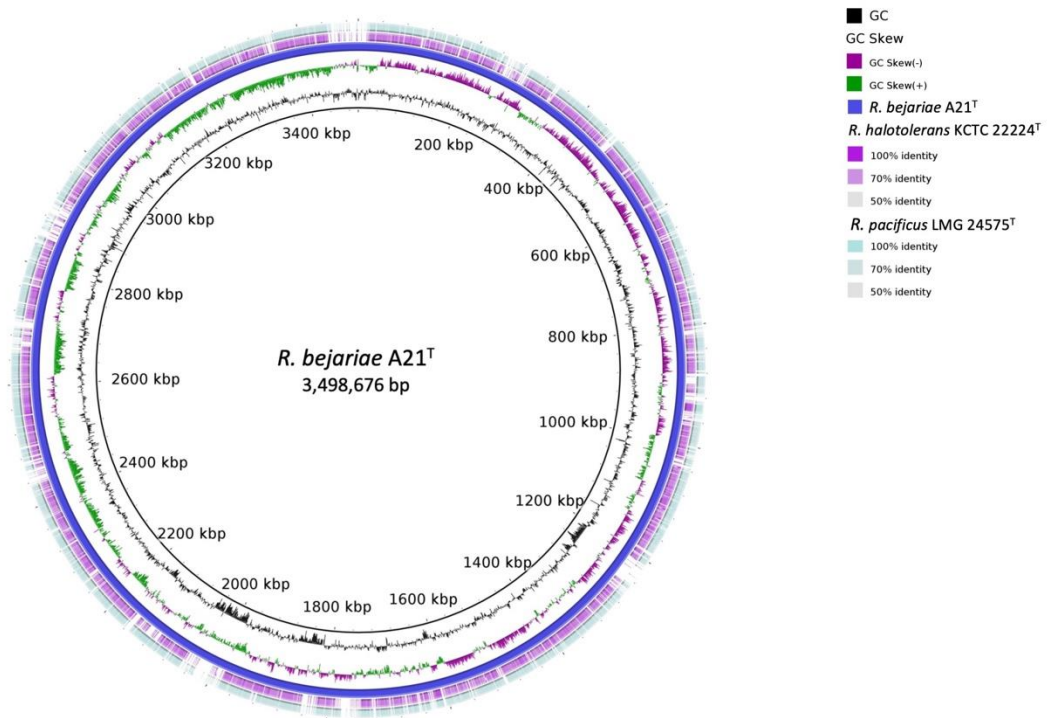 GC
GC Skew
GC Skew(-)
GC Skew(+)
R. bejariae A21ᵀ
R. halotolerans KCTC 22224ᵀ
100% identity
70% identity
50% identity
R. pacificus LMG 24575ᵀ
100% identity
70% identity
50% identity
3400 kbp
200 kbp
3200 kbp
400 kbp
3000 kbp
600 kbp
2800 kbp
800 kbp
R. bejariae A21ᵀ
3,498,676 bp
2600 kbp
1000 kbp
2400 kbp
1200 kbp
2200 kbp
1400 kbp
2000 kbp
1800 kbp
1600 kbp